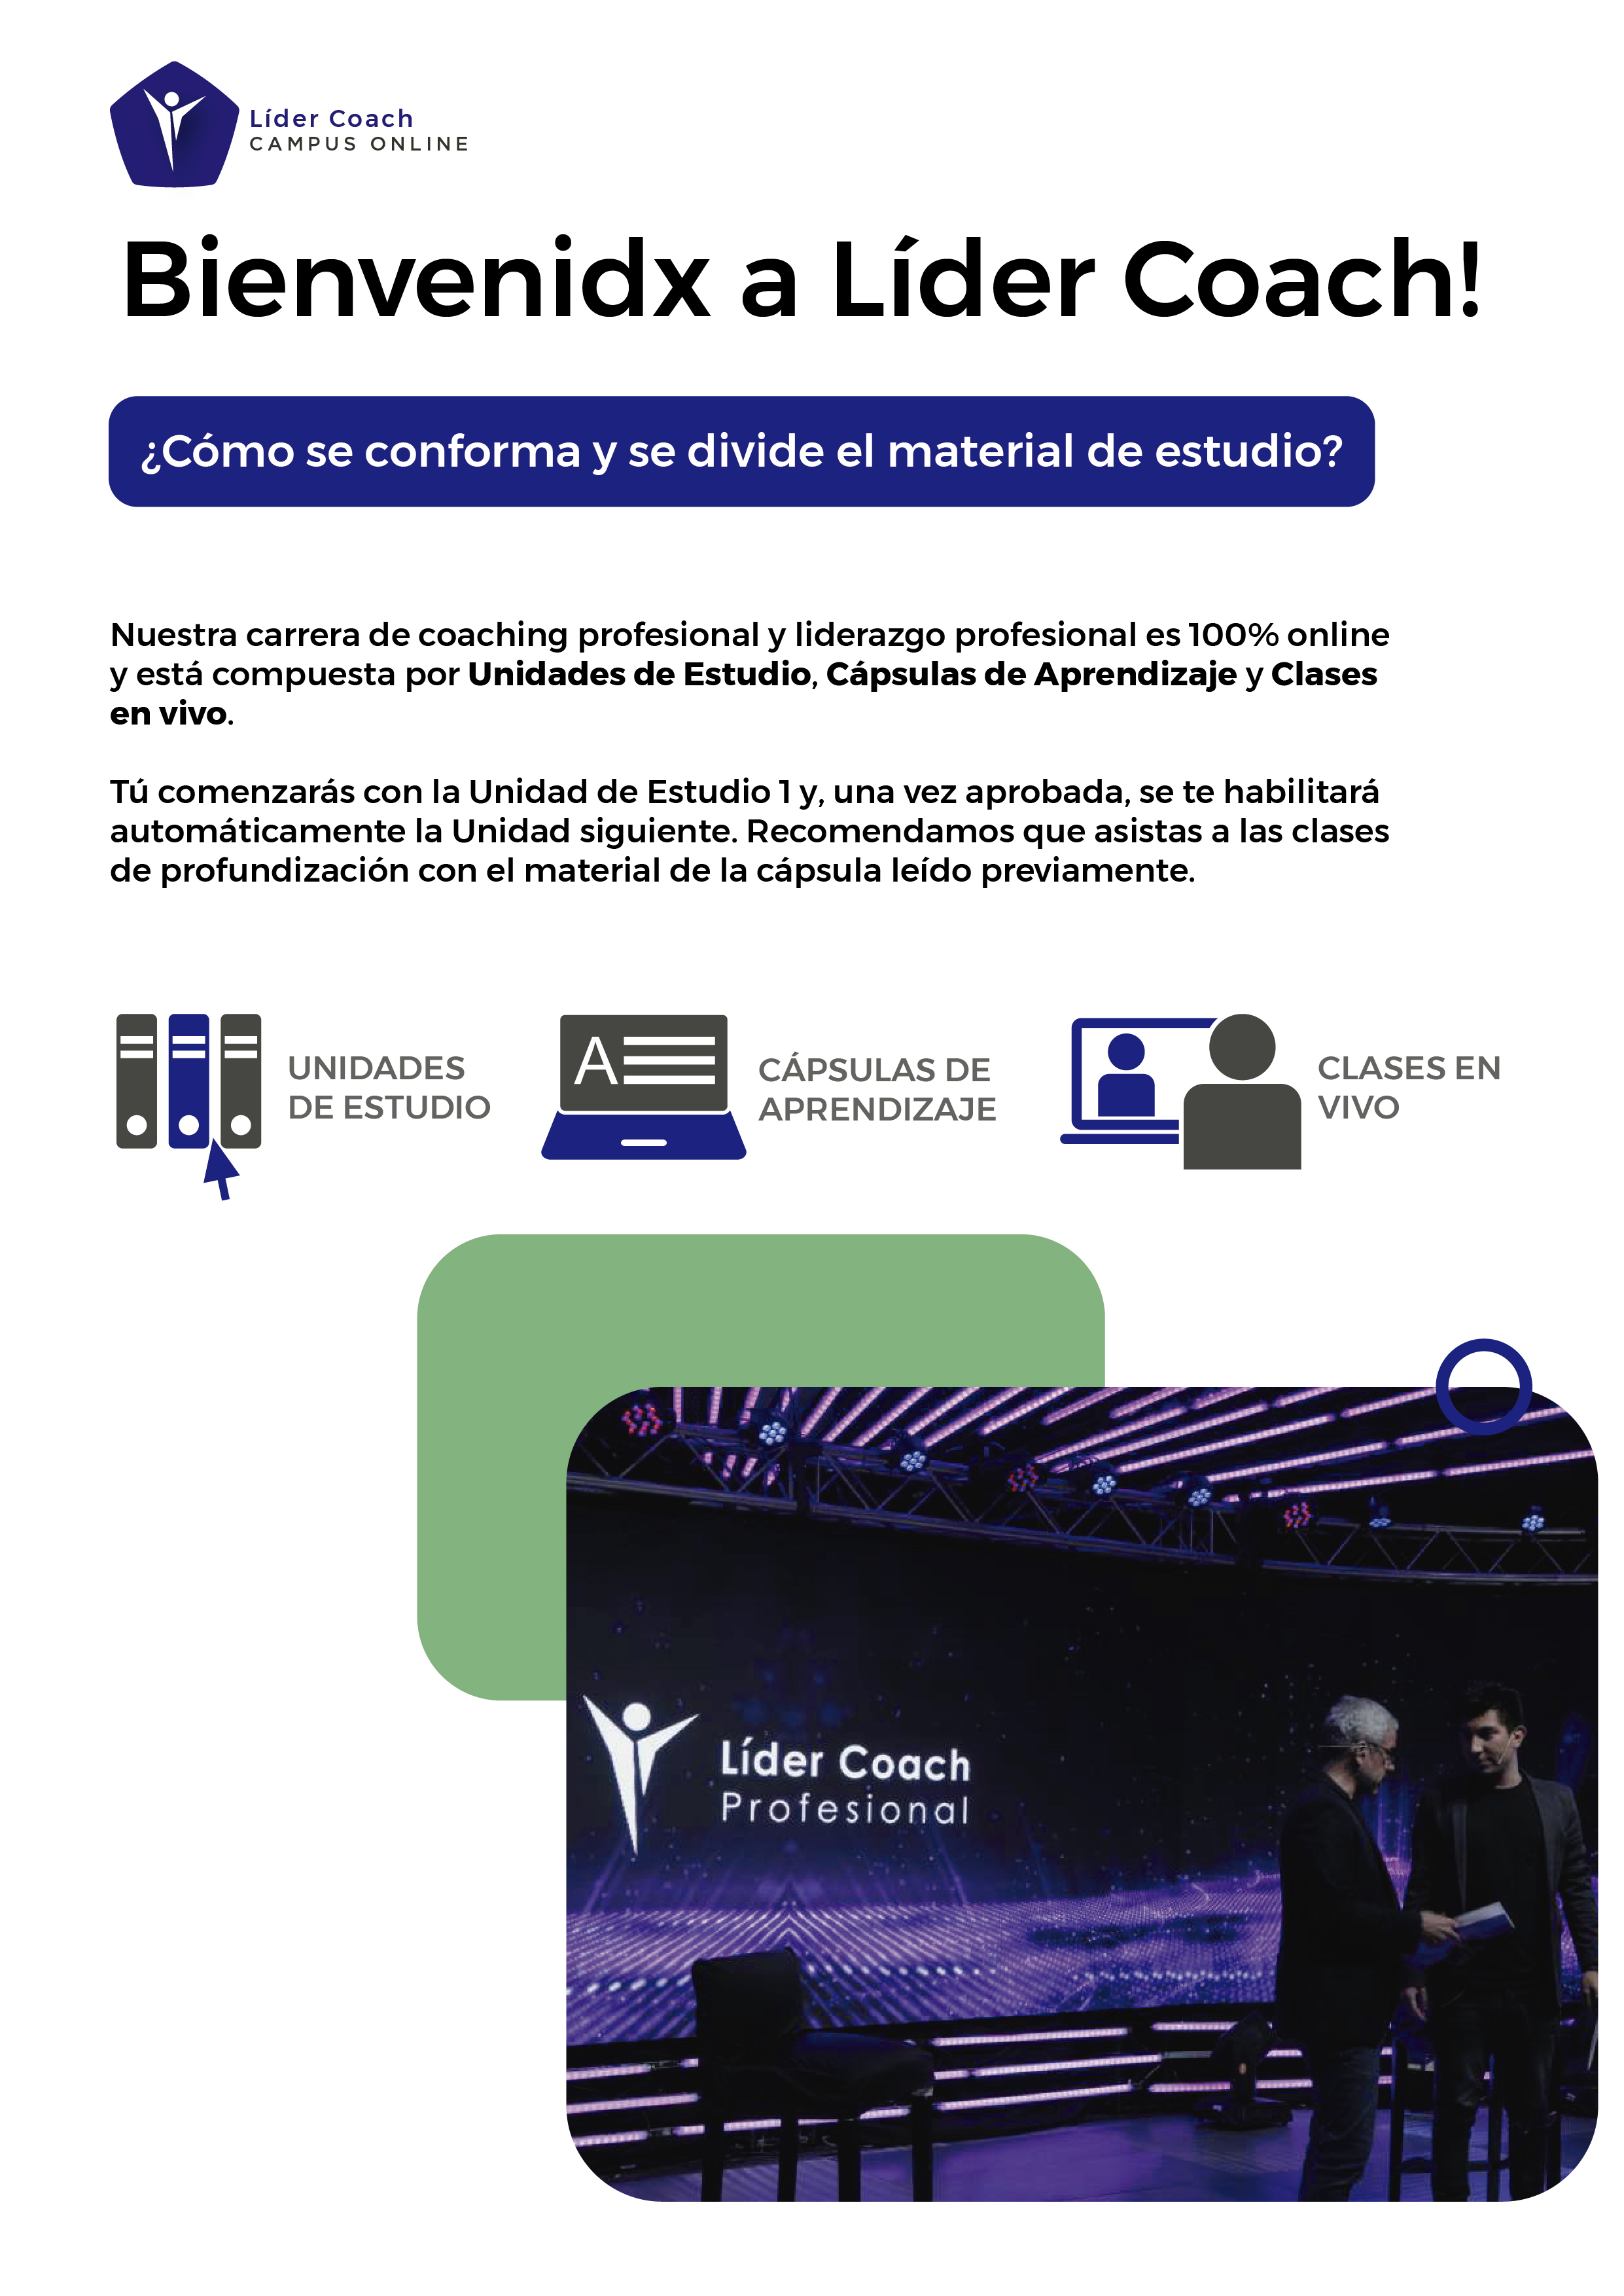 Líder Coach
CAMPUS ONLINE
Bienvenidx a Líder Coach!
¿Cómo se conforma y se divide el material de estudio?
Nuestra carrera de coaching profesional y liderazgo profesional es 100% online
y está compuesta por Unidades de Estudio, Cápsulas de Aprendizaje y Clases
en vivo.
Tú comenzarás con la Unidad de Estudio 1 y, una vez aprobada, se te habilitará
automáticamente la Unidad siguiente. Recomendamos que asistas a las clases
de profundización con el material de la cápsula leído previamente.
UNIDADES
DE ESTUDIO
A
CÁPSULAS DE
APRENDIZAJE
CLASES EN
VIVO
Líder Coach
Profesional